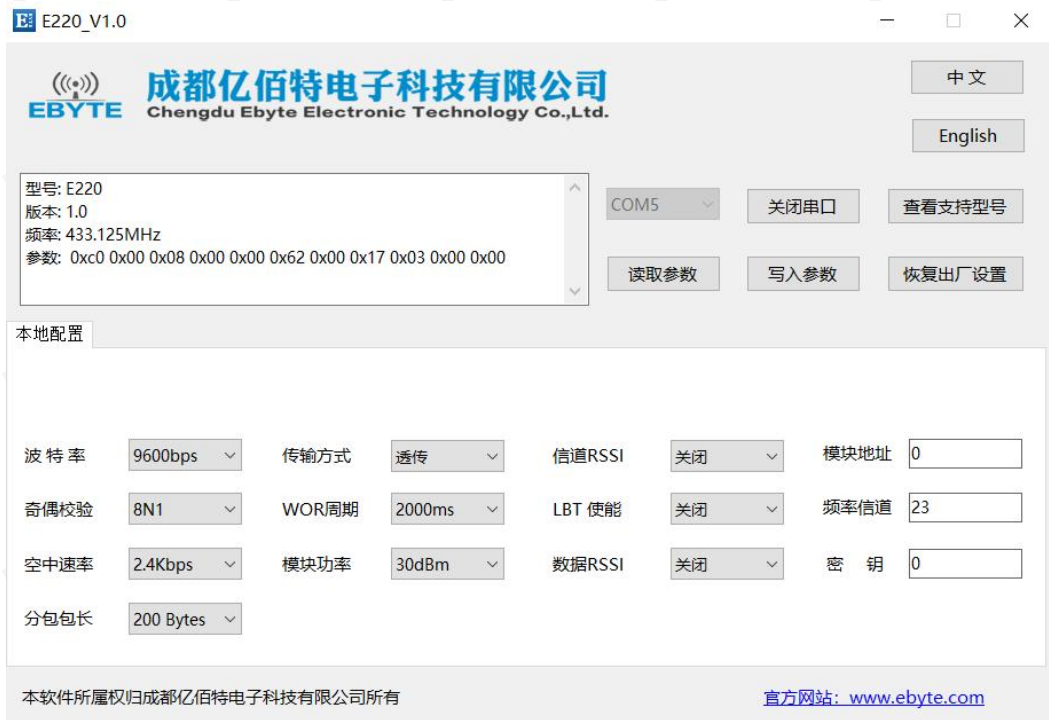 E220_V1.0
EBYTE
成都亿佰特电子科技有限公司
Chengdu Ebyte Electronic Technology Co.,Ltd.
中 文
English
型号: E220
版本: 1.0
频率: 433.125MHz
参数: 0xc0 0x00 0x08 0x00 0x00 0x62 0x00 0x17 0x03 0x00 0x00
COM5
关闭串口
查看支持型号
读取参数
写入参数
恢复出厂设置
本地配置
波 特 率 9600bps 传输方式 透传 信道RSSI 关闭 模块地址 0
奇偶校验 8N1 WOR周期 2000ms LBT 使能 关闭 频率信道 23
空中速率 2.4Kbps 模块功率 30dBm 数据RSSI 关闭 密 钥 0
分包包长 200 Bytes
本软件所属权归成都亿佰特电子科技有限公司所有 官方网站：www.ebyte.com